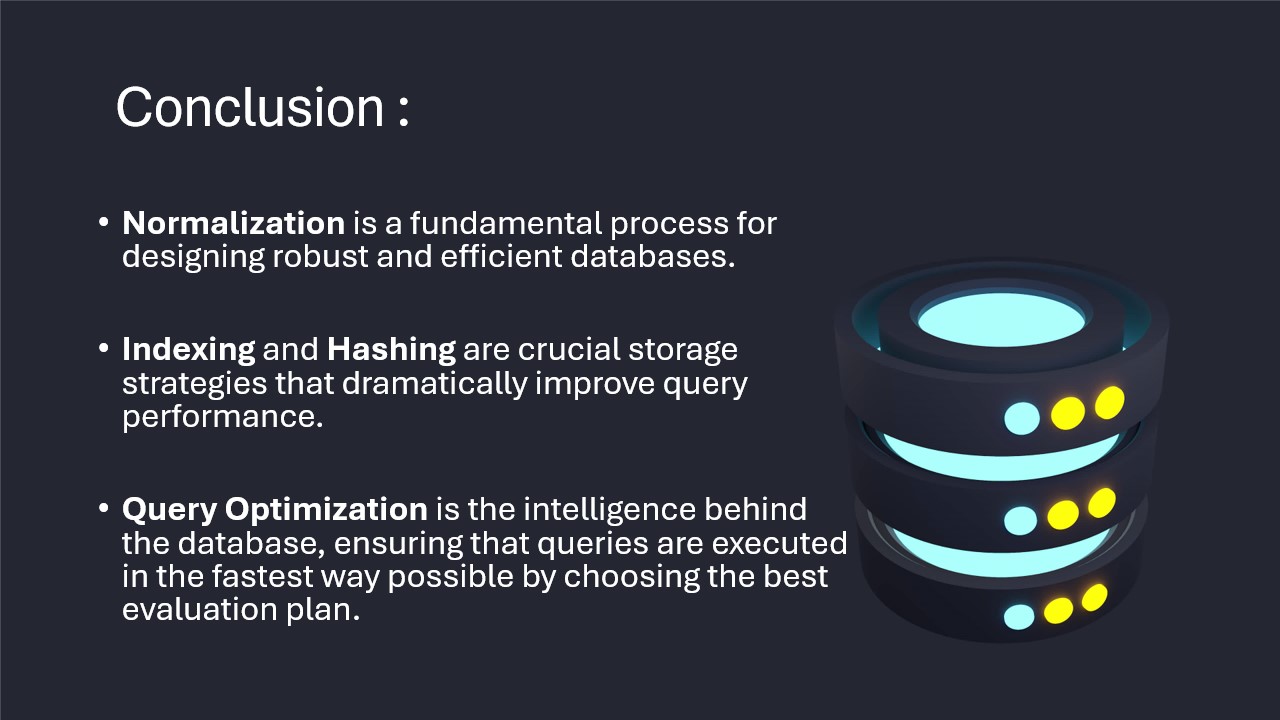 Conclusion :
• Normalization is a fundamental process for
designing robust and efficient databases.
• Indexing and Hashing are crucial storage
strategies that dramatically improve query
performance.
• Query Optimization is the intelligence behind
the database, ensuring that queries are executed
in the fastest way possible by choosing the best
evaluation plan.